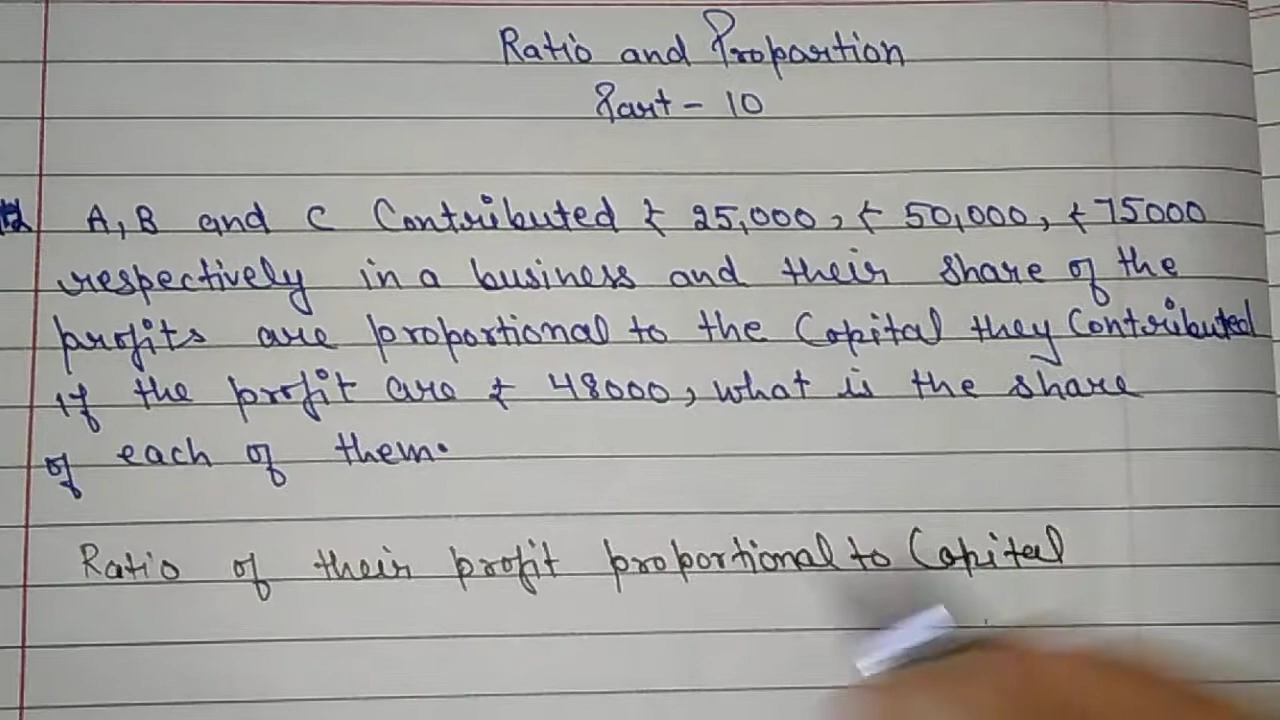 Ratio and Proportion
Part - 10
A, B and C Contributed ₹ 25,000, ₹ 50,000, ₹ 75000
respectively in a business and their share of the
profits are proportional to the Capital they Contributed
If the profit are ₹ 48000, what is the share
of each of them.
Ratio of their profit proportional to Capital